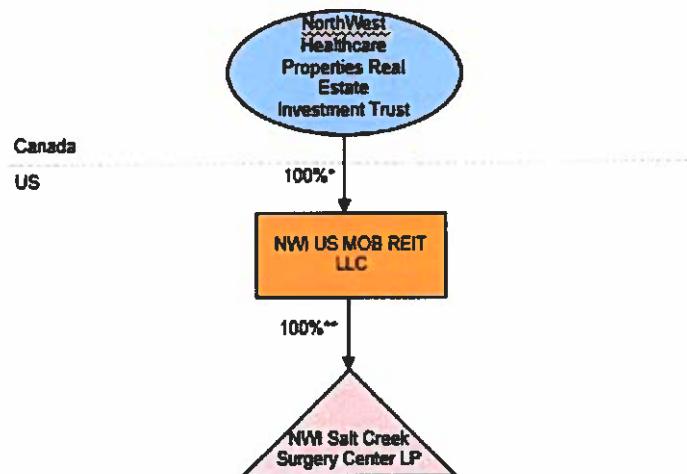 NorthWest
Healthcare
Properties Real
Estate
Investment Trust
Canada
US
100%*
NWI US MOB REIT
LLC
100%**
NWI Salt Creek
Surgery Center LP